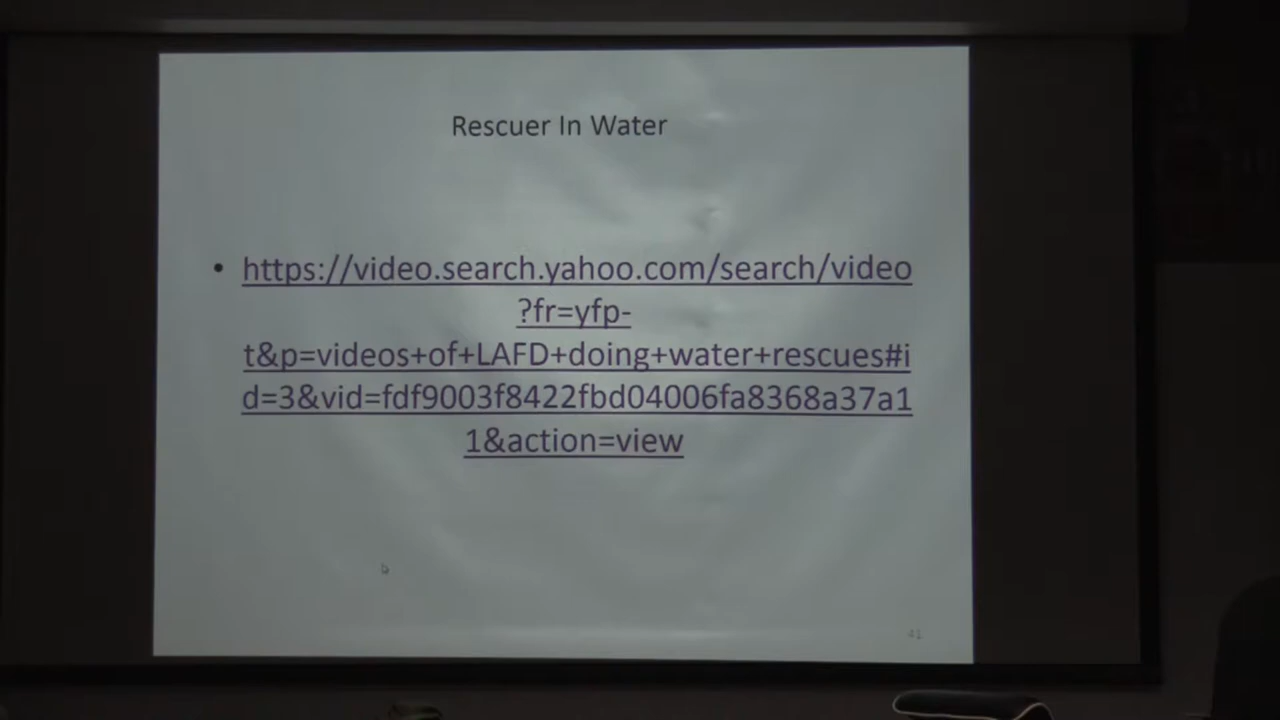 Rescuer In Water
• https://video.search.yahoo.com/search/video
?fr=yfp-
t&p=videos+of+LAFD+doing+water+rescues#i
d=3&vid=fdf9003f8422fbd04006fa8368a37a1
1&action=view
41